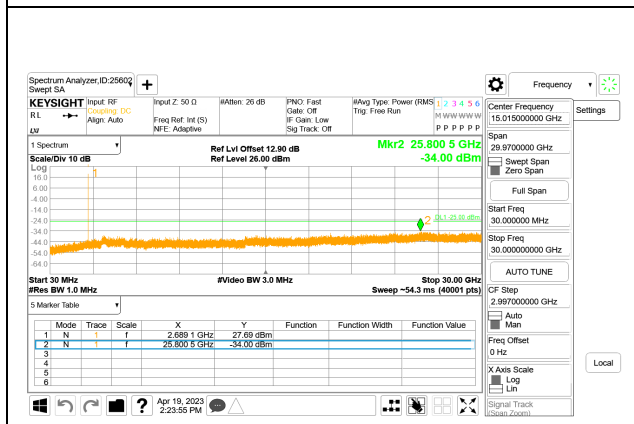 Spectrum Analyzer,ID:25602
Swept SA
+
Frequency
KEYSIGHT
RL
LXI
Input: RF
Coupling: DC
Align: Auto
Input Z: 50 Ω
Freq Ref: Int (S)
NFE: Adaptive
#Atten: 26 dB
PNO: Fast
Gate: Off
IF Gain: Low
Sig Track: Off
#Avg Type: Power (RMS
Trig: Free Run
1 2 3 4 5 6
M W W W W W
P P P P P P
Center Frequency
15.015000000 GHz
Settings
1 Spectrum
Scale/Div 10 dB
Ref Lvl Offset 12.90 dB
Ref Level 26.00 dBm
Mkr2 25.800 5 GHz
-34.00 dBm
Span
29.9700000 GHz
Swept Span
Zero Span
Full Span
Log
16.0
6.00
-4.00
-14.0
-24.0
-34.0
-44.0
-54.0
-64.0
1
2
DL1 -25.00 dBm
Start Freq
30.000000 MHz
Stop Freq
30.00000000 GHz
AUTO TUNE
Start 30 MHz
#Res BW 1.0 MHz
#Video BW 3.0 MHz
Stop 30.00 GHz
Sweep ~54.3 ms (40001 pts)
CF Step
2.997000000 GHz
Auto
Man
5 Marker Table
Mode Trace Scale X Y Function Function Width Function Value
1 N 1 f 2.689 1 GHz 27.69 dBm
2 N 1 f 25.800 5 GHz -34.00 dBm
3
4
5
6
Freq Offset
0 Hz
X Axis Scale
Log
Lin
Local
Signal Track
(Span Zoom)
?
Apr 19, 2023
2:23:55 PM